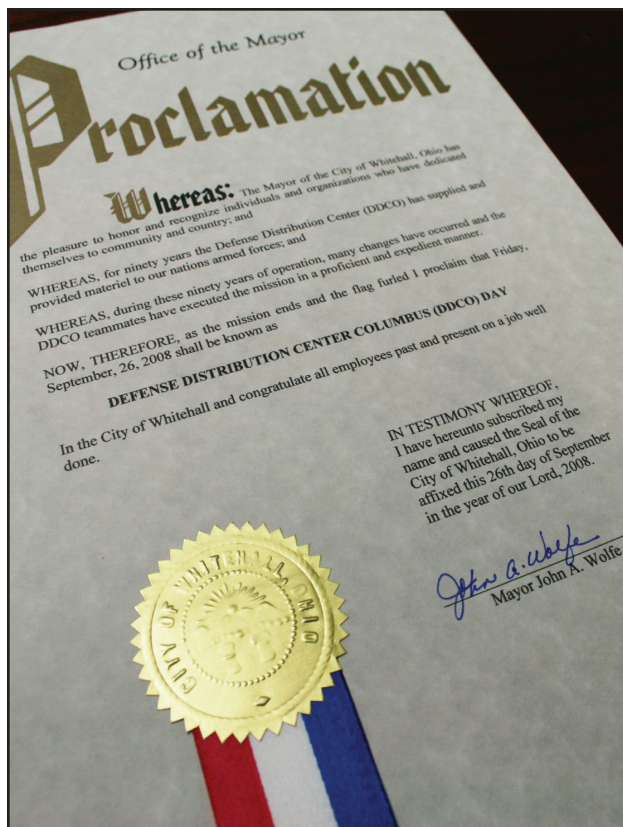 Office of the Mayor
Proclamation
Whereas: The Mayor of the City of Whitehall, Ohio has
the pleasure to honor and recognize individuals and organizations who have dedicated
themselves to community and country; and
WHEREAS, for ninety years the Defense Distribution Center (DDCO) has supplied and
provided materiel to our nations armed forces; and
WHEREAS, during these ninety years of operation, many changes have occurred and the
DDCO teammates have executed the mission in a proficient and expedient manner.
NOW, THEREFORE, as the mission ends and the flag furled I proclaim that Friday,
September, 26, 2008 shall be known as
DEFENSE DISTRIBUTION CENTER COLUMBUS (DDCO) DAY
In the City of Whitehall and congratulate all employees past and present on a job well
done.
IN TESTIMONY WHEREOF,
I have hereunto subscribed my
name and caused the Seal of the
City of Whitehall, Ohio to be
affixed this 26th day of September
in the year of our Lord, 2008.
John A. Wolfe
Mayor John A. Wolfe
CITY OF WHITEHALL, OHIO